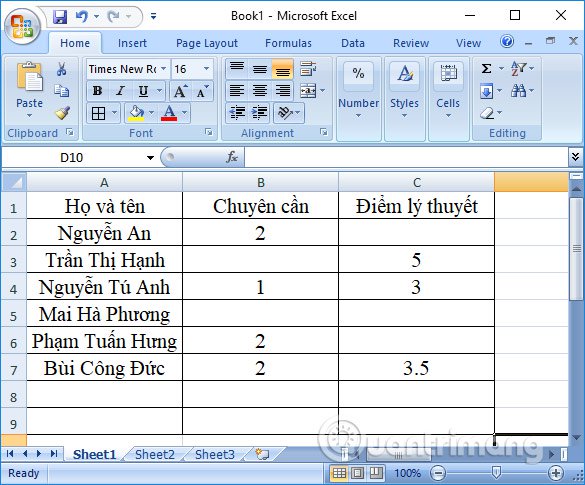 Book1 - Microsoft Excel
Home Insert Page Layout Formulas Data Review View
Times New Ro 16
Paste
B I U A A
% Σ
Number Styles Cells
Clipboard Font Alignment Editing
D10 fx
A B C
1 Họ và tên Chuyên cần Điểm lý thuyết
2 Nguyễn An 2
3 Trần Thị Hạnh 5
4 Nguyễn Tú Anh 1 3
5 Mai Hà Phương
6 Phạm Tuấn Hưng 2
7 Bùi Công Đức 2 3.5
8
9
Quantrimang
Sheet1 Sheet2 Sheet3
Ready 100%